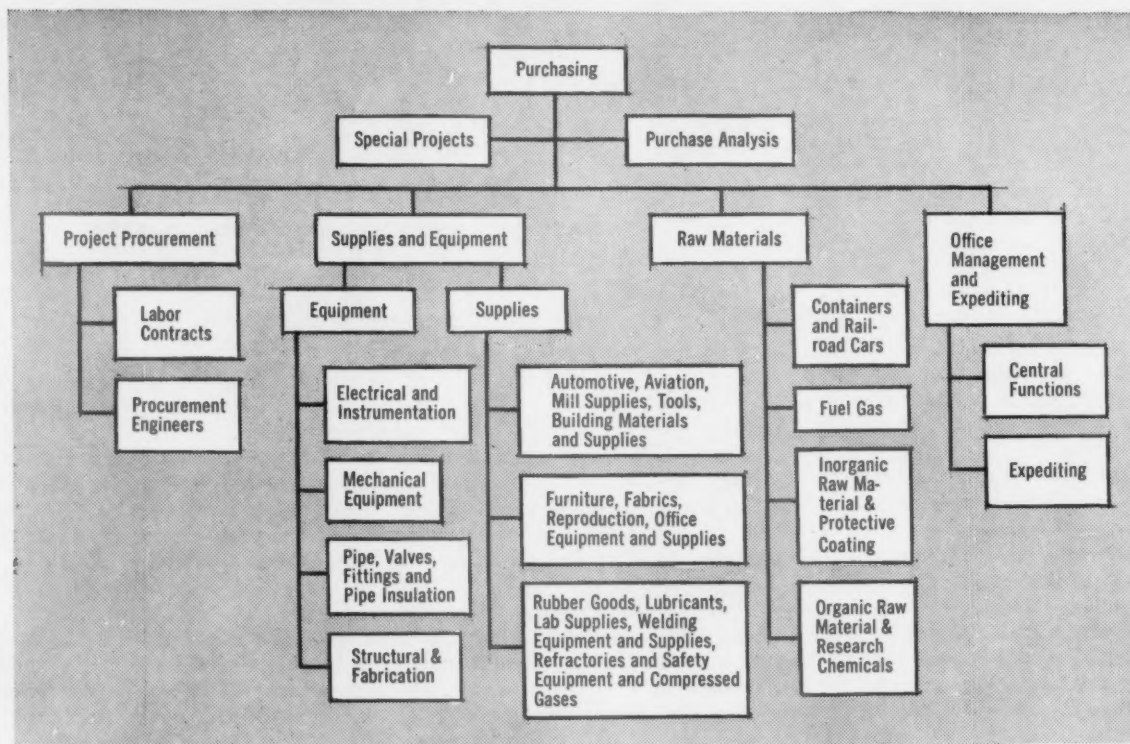 Purchasing
Special Projects
Purchase Analysis
Project Procurement
Supplies and Equipment
Raw Materials
Office
Management
and
Expediting
Labor
Contracts
Procurement
Engineers
Equipment
Supplies
Electrical and
Instrumentation
Mechanical
Equipment
Pipe, Valves,
Fittings and
Pipe Insulation
Structural &
Fabrication
Automotive, Aviation,
Mill Supplies, Tools,
Building Materials
and Supplies
Furniture, Fabrics,
Reproduction, Office
Equipment and Supplies
Rubber Goods, Lubricants,
Lab Supplies, Welding
Equipment and Supplies,
Refractories and Safety
Equipment and Compressed
Gases
Containers
and Rail-
road Cars
Fuel Gas
Inorganic
Raw Ma-
terial &
Protective
Coating
Organic Raw
Material &
Research
Chemicals
Central
Functions
Expediting